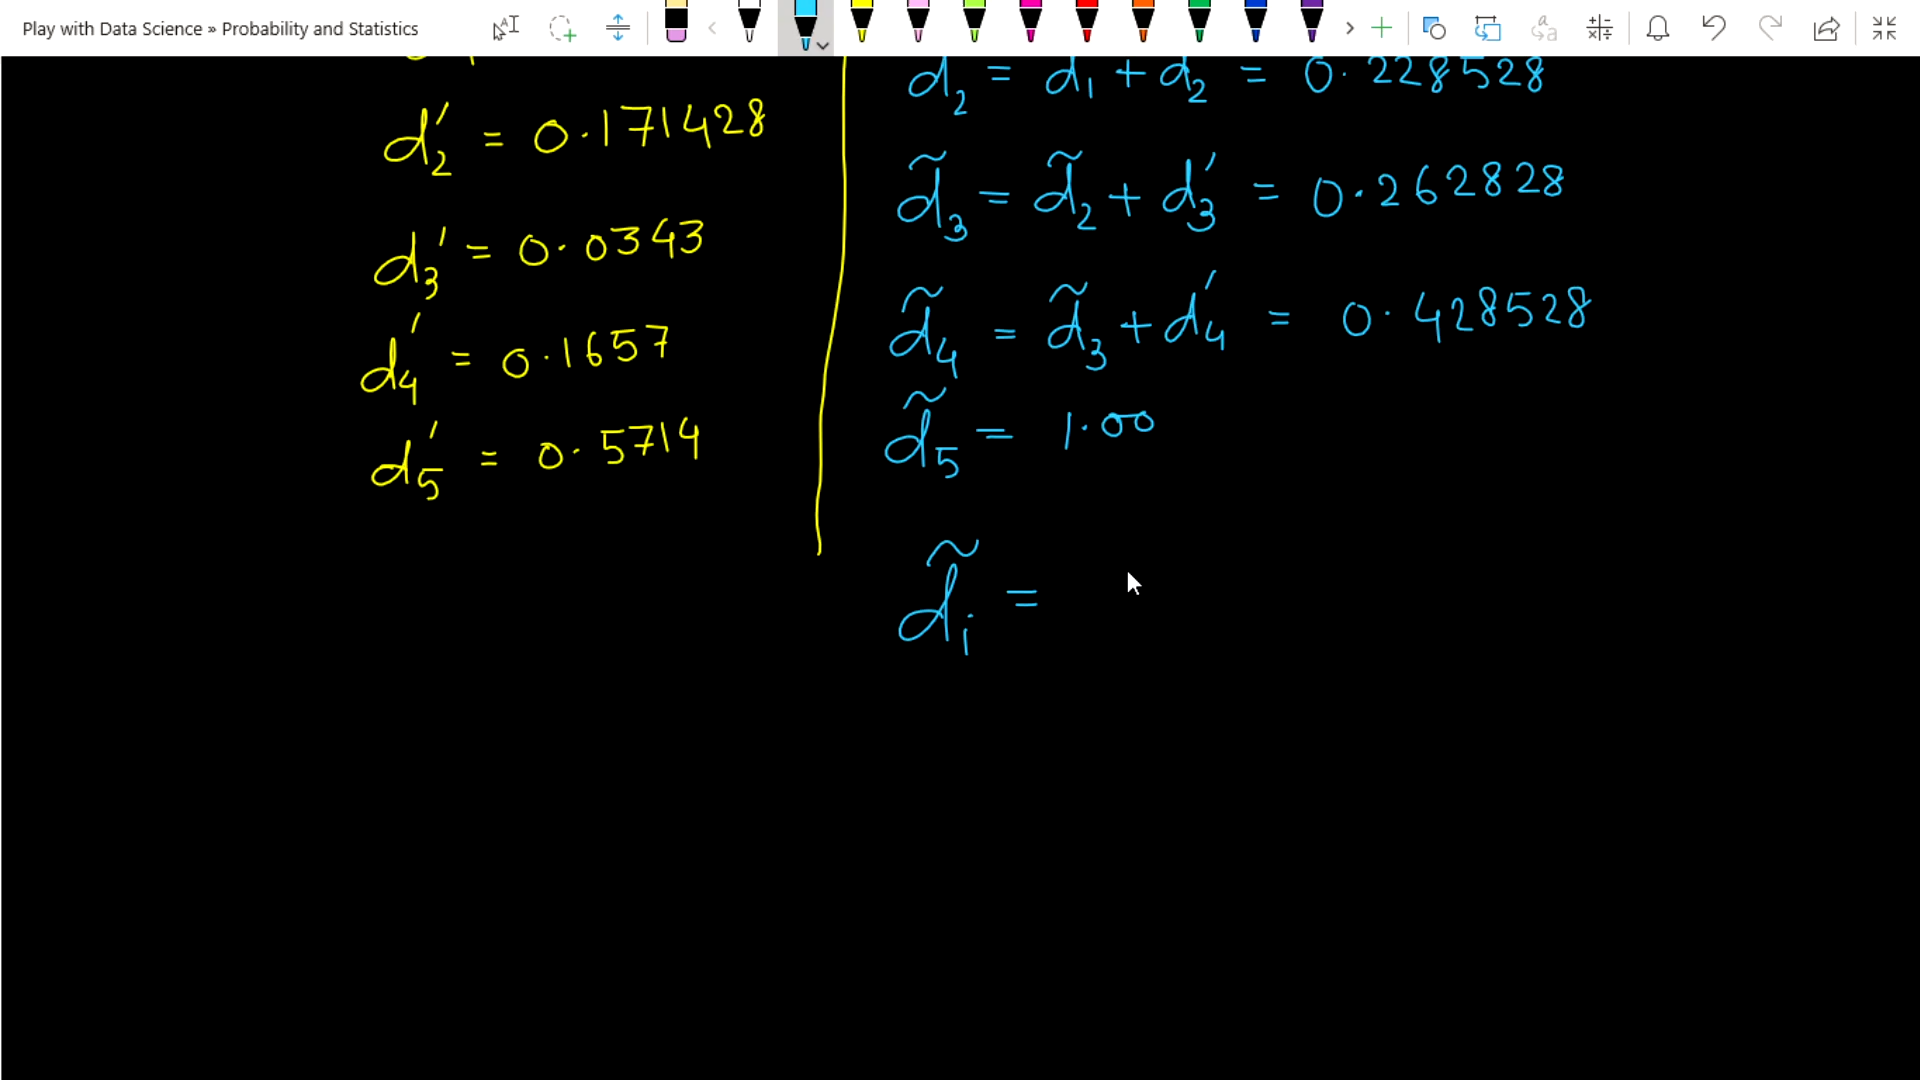 Play with Data Science » Probability and Statistics
d₂ = d₁ + d₂ = 0.228528
d₂′ = 0.171428
d̃₃ = d̃₂ + d₃′ = 0.262828
d₃′ = 0.0343
d̃₄ = d̃₃ + d₄′ = 0.428528
d₄′ = 0.1657
d̃₅ = 1.00
d₅′ = 0.5714
d̃ᵢ =